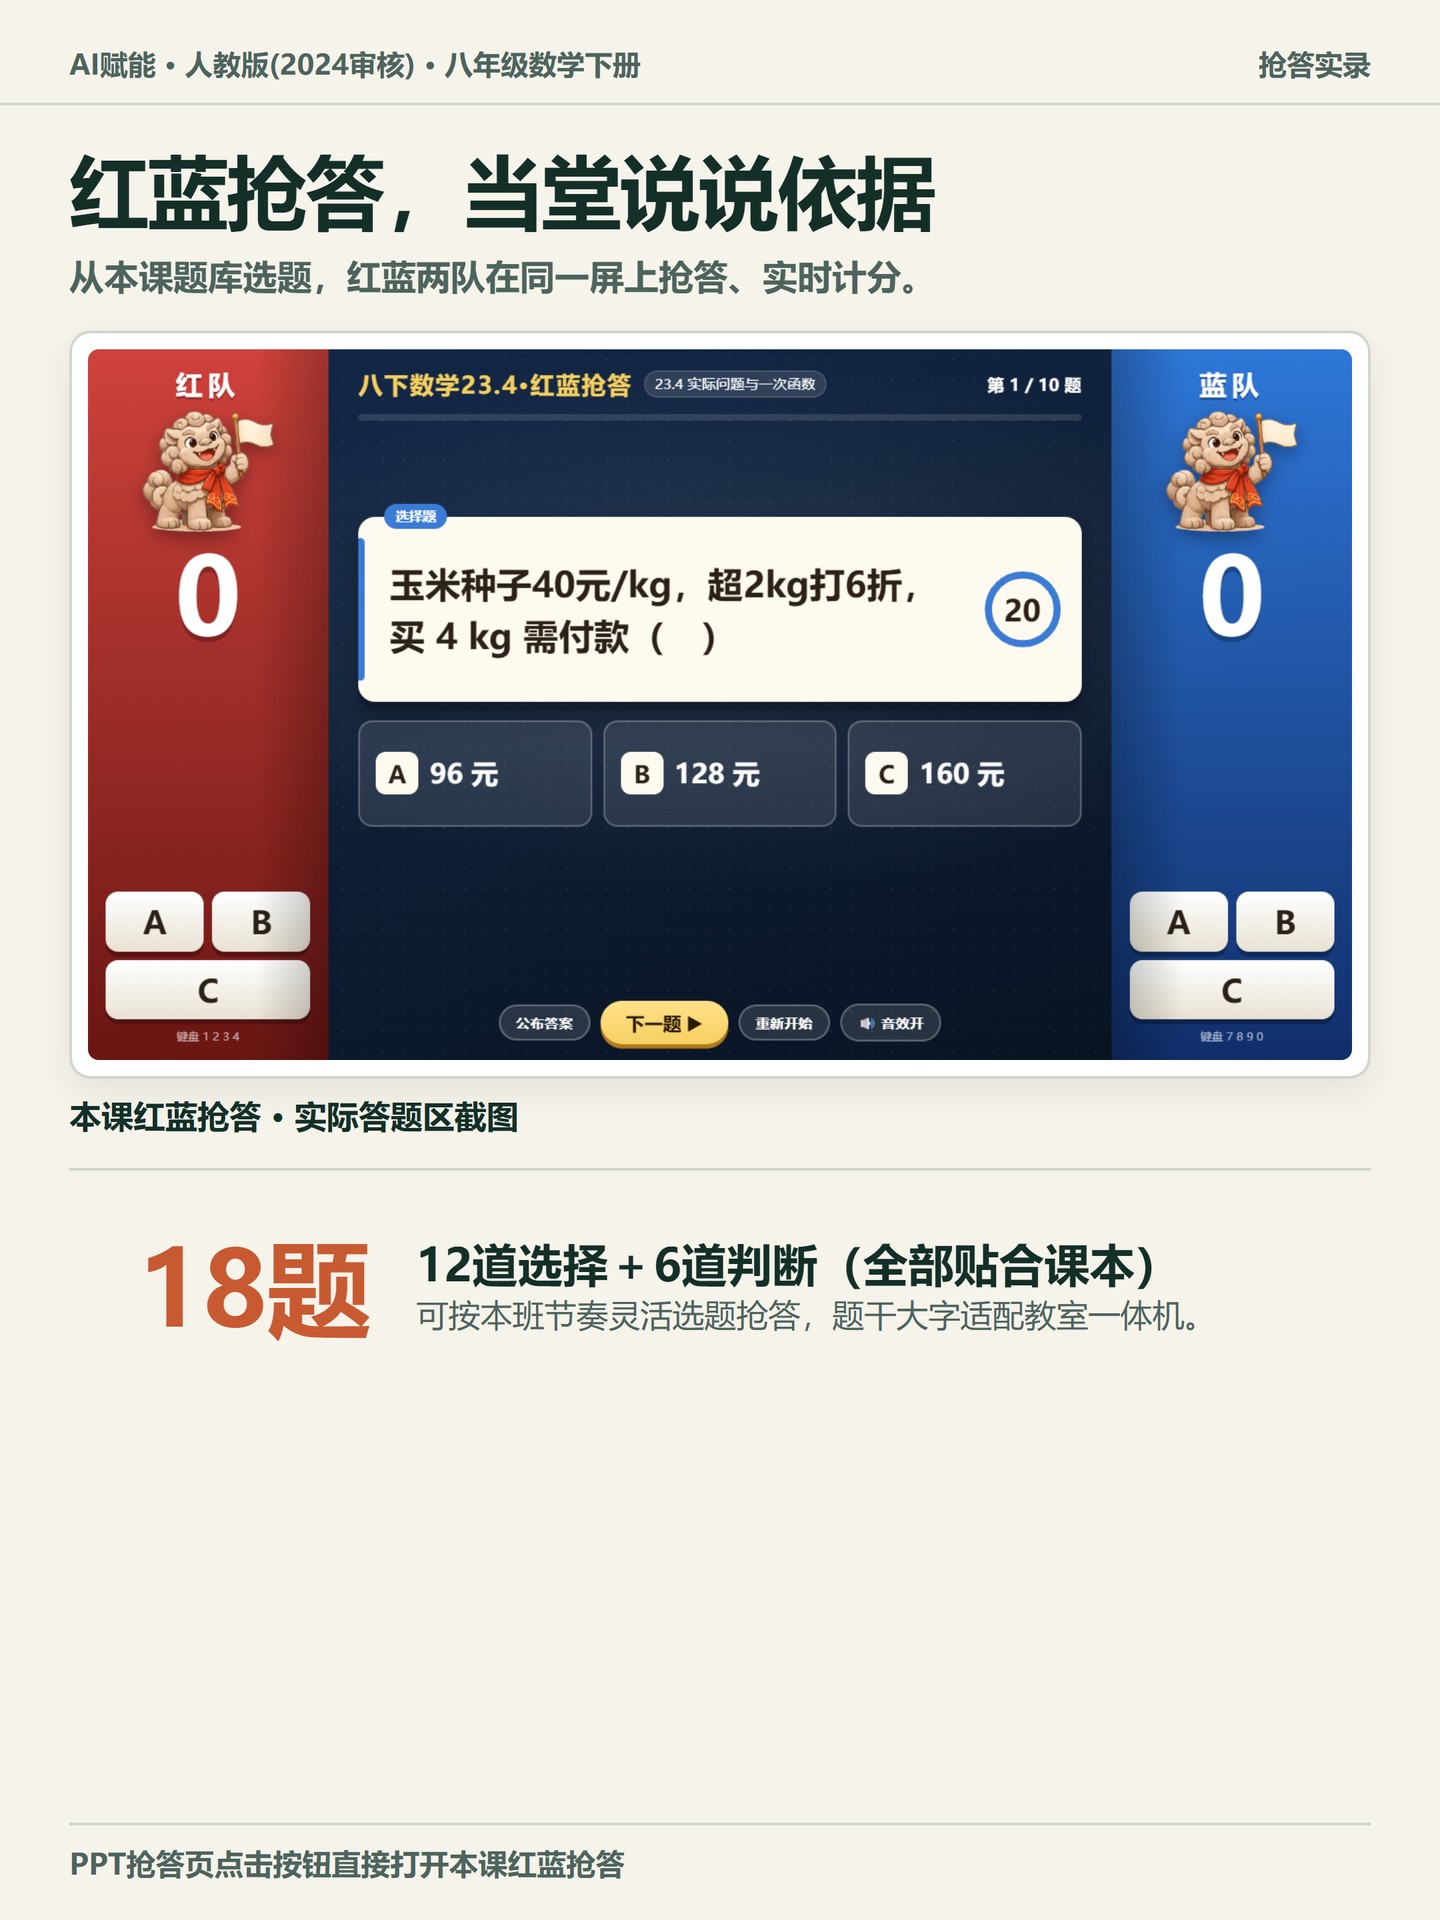 AI赋能 • 人教版(2024审核) • 八年级数学下册
抢答实录
红蓝抢答，当堂说说依据
从本课题库选题，红蓝两队在同一屏上抢答、实时计分。
红队
0
A
B
C
键盘 1 2 3 4
八下数学23.4•红蓝抢答
23.4 实际问题与一次函数
第 1 / 10 题
选择题
玉米种子40元/kg，超2kg打6折，
买 4 kg 需付款（ ）
20
A 96 元
B 128 元
C 160 元
公布答案
下一题 ▶
重新开始
🔊 音效开
蓝队
0
A
B
C
键盘 7 8 9 0
本课红蓝抢答 • 实际答题区截图
18题
12道选择 + 6道判断（全部贴合课本）
可按本班节奏灵活选题抢答，题干大字适配教室一体机。
PPT抢答页点击按钮直接打开本课红蓝抢答